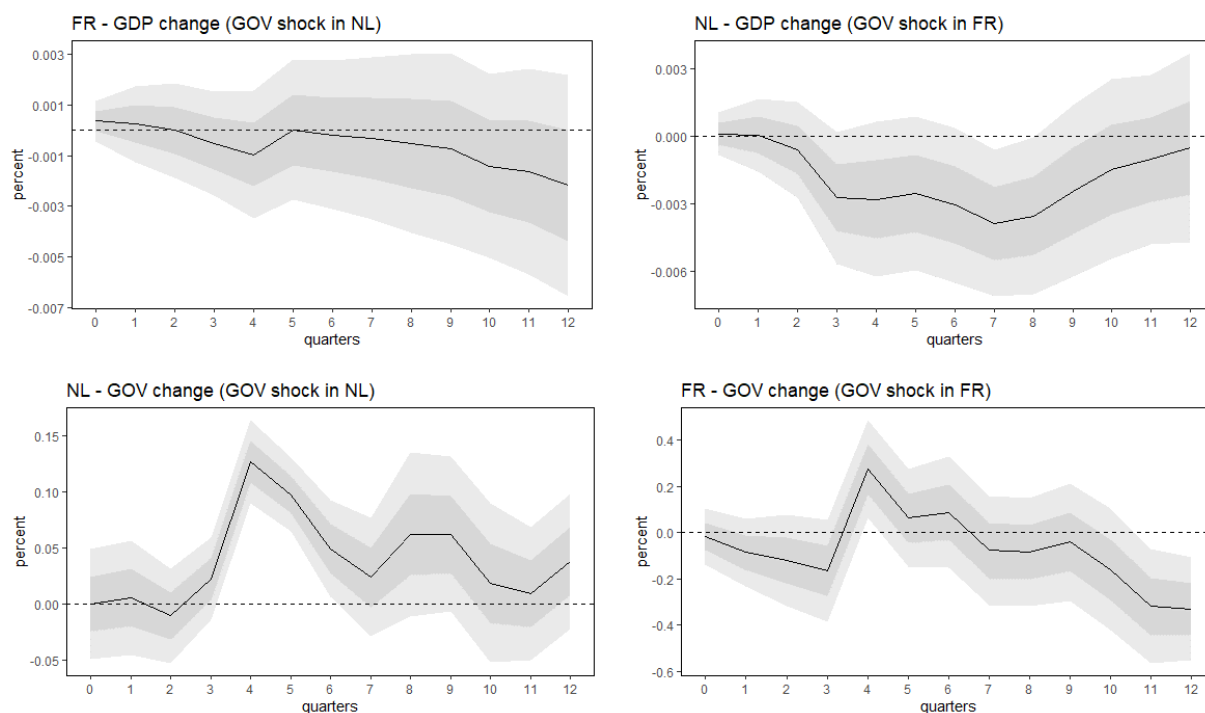 FR - GDP change (GOV shock in NL)
percent
0.003
0.001
-0.001
-0.003
-0.005
-0.007
0 1 2 3 4 5 6 7 8 9 10 11 12
quarters
NL - GDP change (GOV shock in FR)
percent
0.003
0.000
-0.003
-0.006
0 1 2 3 4 5 6 7 8 9 10 11 12
quarters
NL - GOV change (GOV shock in NL)
percent
0.15
0.10
0.05
0.00
-0.05
0 1 2 3 4 5 6 7 8 9 10 11 12
quarters
FR - GOV change (GOV shock in FR)
percent
0.4
0.2
0.0
-0.2
-0.4
-0.6
0 1 2 3 4 5 6 7 8 9 10 11 12
quarters